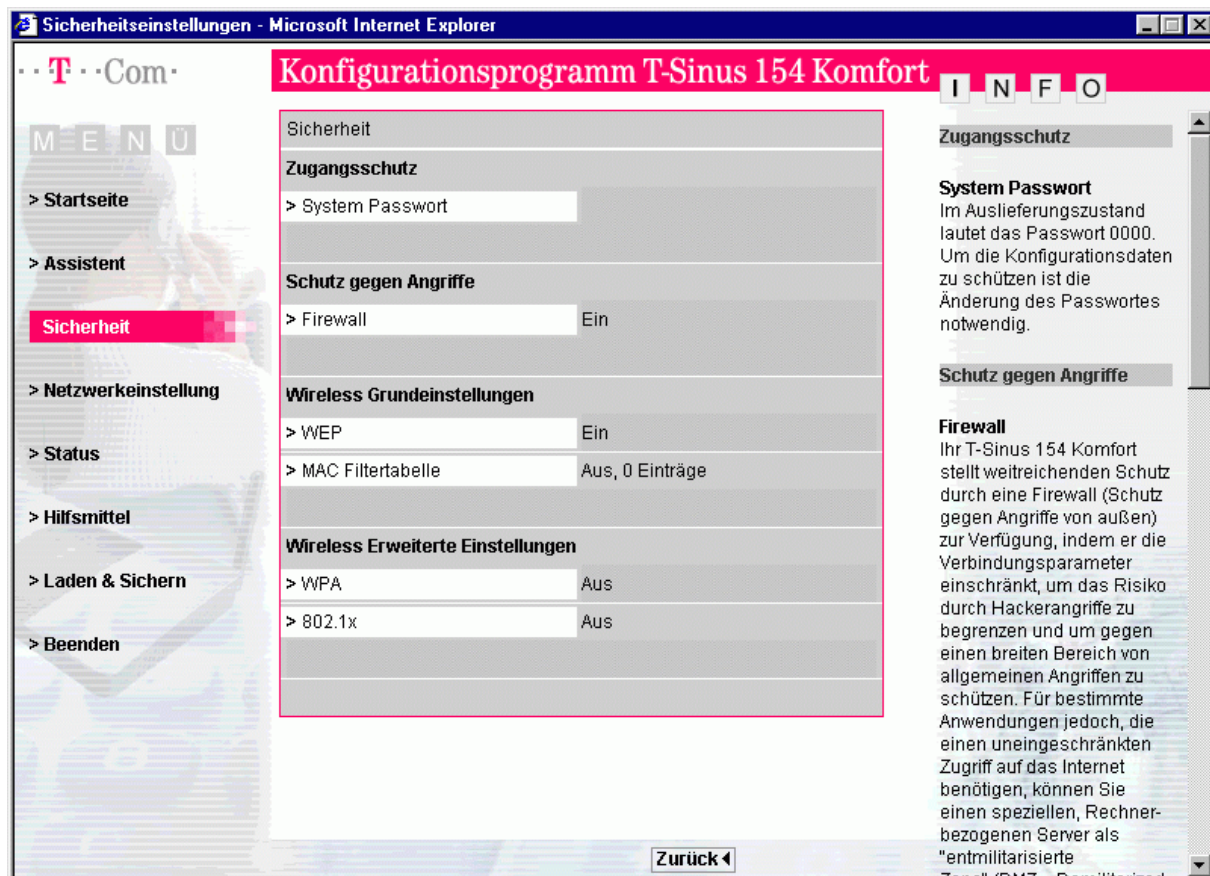 Sicherheitseinstellungen - Microsoft Internet Explorer
··T··Com·
Konfigurationsprogramm T-Sinus 154 Komfort
INFO
MENÜ
> Startseite
> Assistent
Sicherheit
> Netzwerkeinstellung
> Status
> Hilfsmittel
> Laden & Sichern
> Beenden
Sicherheit
Zugangsschutz
> System Passwort
Schutz gegen Angriffe
> Firewall Ein
Wireless Grundeinstellungen
> WEP Ein
> MAC Filtertabelle Aus, 0 Einträge
Wireless Erweiterte Einstellungen
> WPA Aus
> 802.1x Aus
Zurück
Zugangsschutz
System Passwort
Im Auslieferungszustand
lautet das Passwort 0000.
Um die Konfigurationsdaten
zu schützen ist die
Änderung des Passwortes
notwendig.
Schutz gegen Angriffe
Firewall
Ihr T-Sinus 154 Komfort
stellt weitreichenden Schutz
durch eine Firewall (Schutz
gegen Angriffe von außen)
zur Verfügung, indem er die
Verbindungsparameter
einschränkt, um das Risiko
durch Hackerangriffe zu
begrenzen und um gegen
einen breiten Bereich von
allgemeinen Angriffen zu
schützen. Für bestimmte
Anwendungen jedoch, die
einen uneingeschränkten
Zugriff auf das Internet
benötigen, können Sie
einen speziellen, Rechner-
bezogenen Server als
"entmilitarisierte